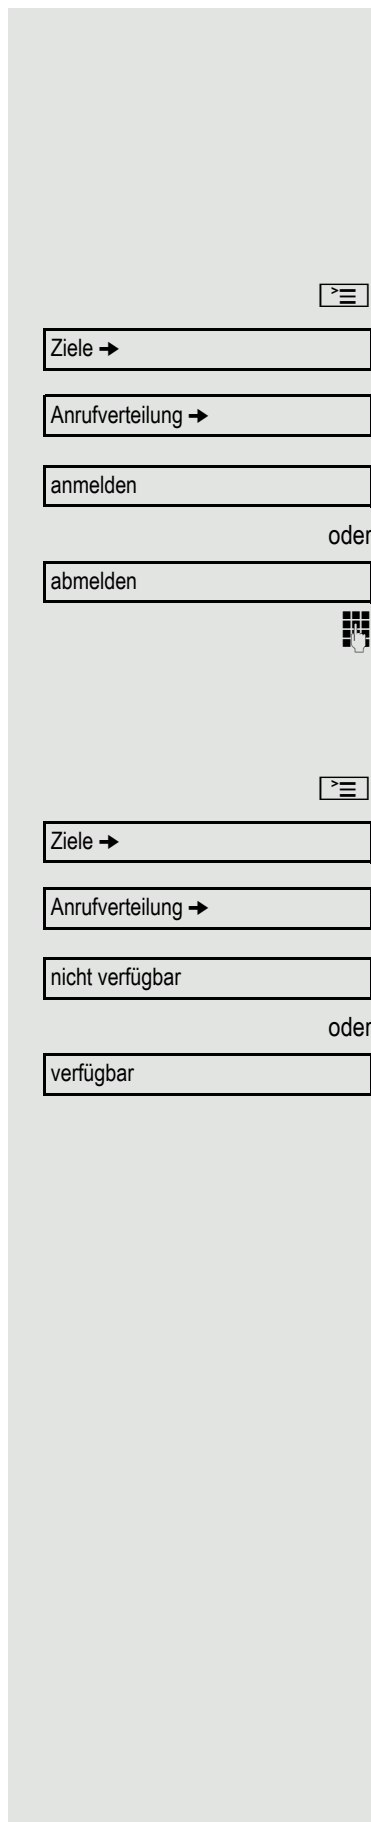 Ziele →
Anrufverteilung →
anmelden
oder
abmelden
Ziele →
Anrufverteilung →
nicht verfügbar
oder
verfügbar